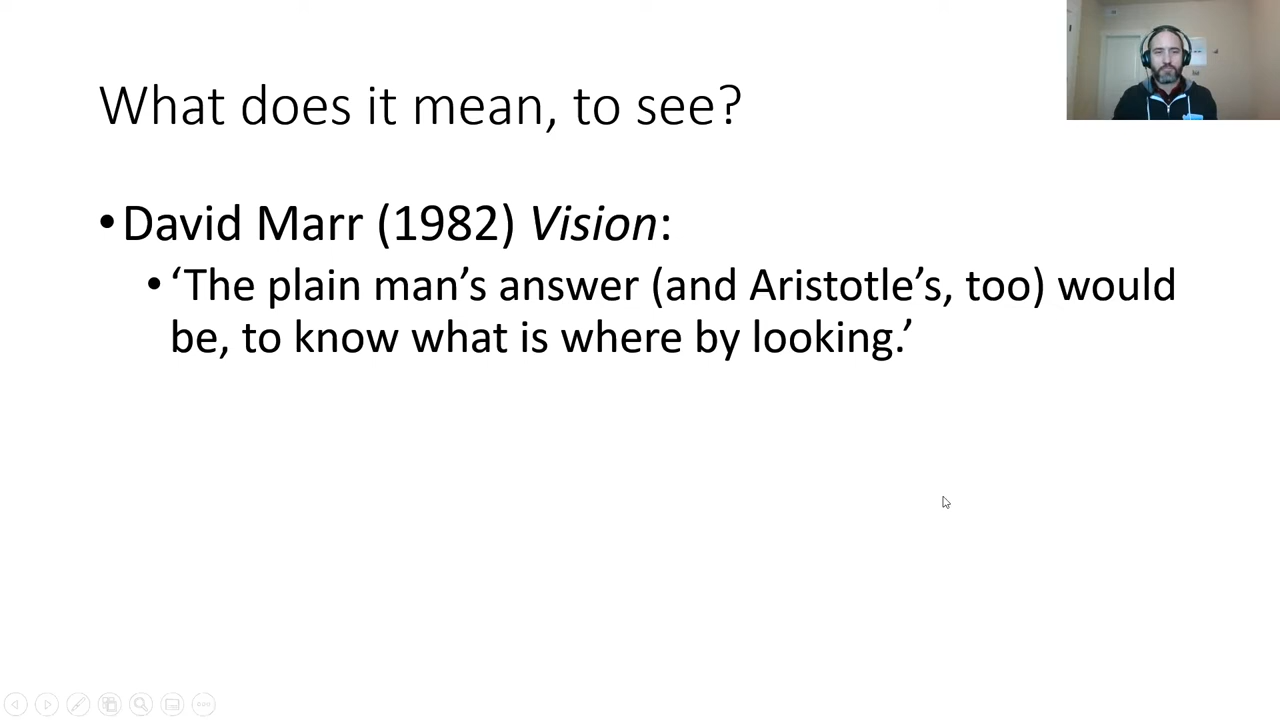 What does it mean, to see?
•David Marr (1982) Vision:
•‘The plain man’s answer (and Aristotle’s, too) would
be, to know what is where by looking.’